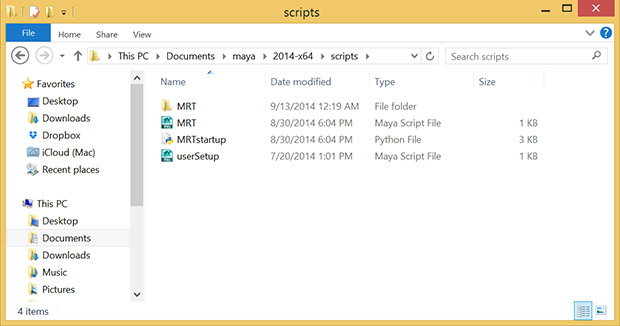 scripts
File Home Share View
This PC Documents maya 2014-x64 scripts Search scripts
Favorites
Desktop
Downloads
Dropbox
iCloud (Mac)
Recent places
This PC
Desktop
Documents
Downloads
Music
Pictures
Name Date modified Type Size
MRT 9/13/2014 12:19 AM File folder
MRT 8/30/2014 6:04 PM Maya Script File 1 KB
MRTstartup 8/30/2014 6:04 PM Python File 3 KB
userSetup 7/20/2014 1:01 PM Maya Script File 1 KB
4 items